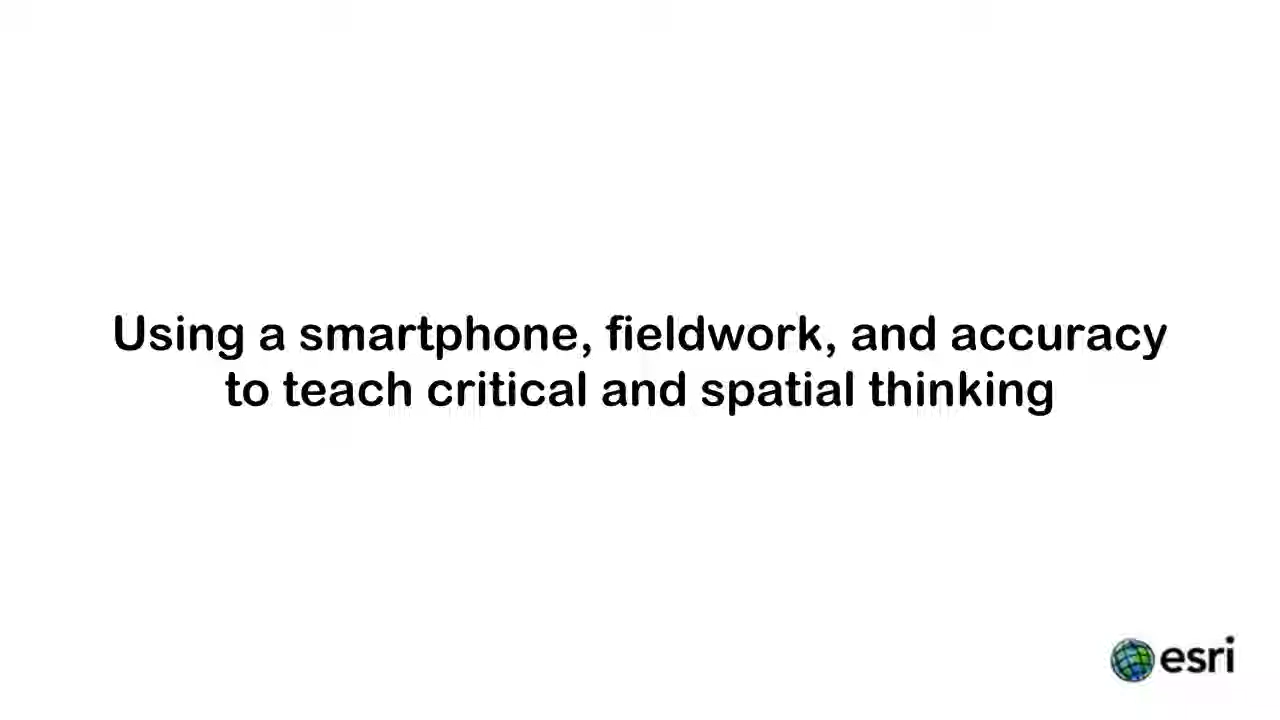 Using a smartphone, fieldwork, and accuracy
to teach critical and spatial thinking
esri